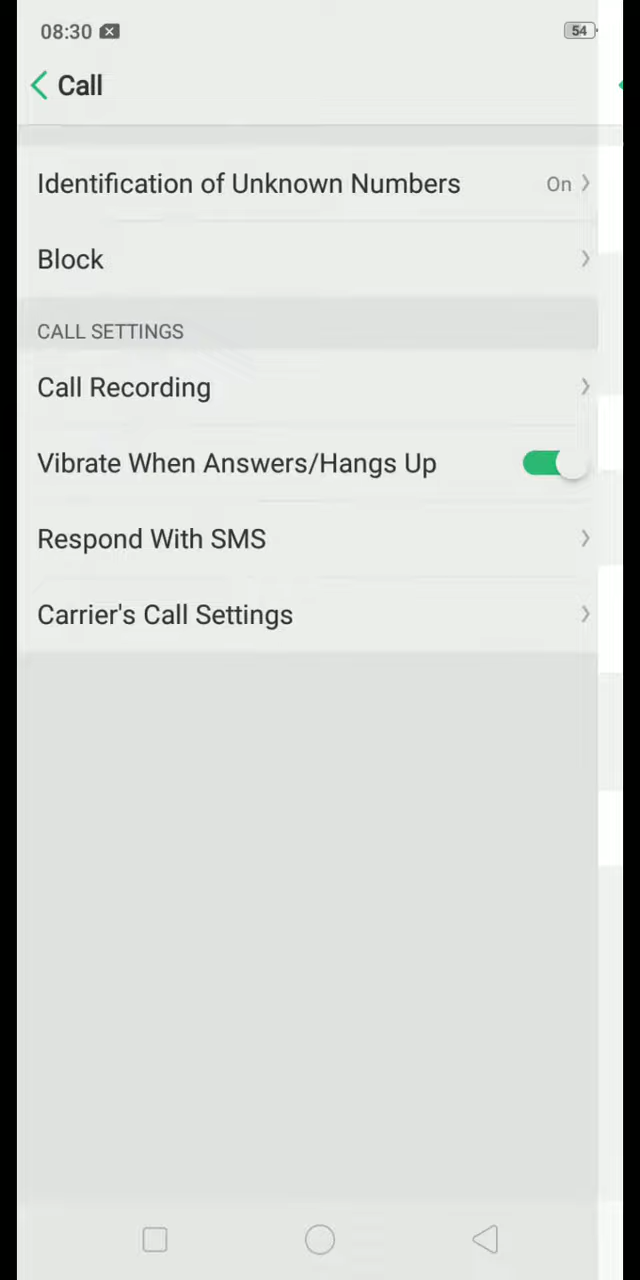 08:30
54
Call
Identification of Unknown Numbers On
Block
CALL SETTINGS
Call Recording
Vibrate When Answers/Hangs Up
Respond With SMS
Carrier's Call Settings